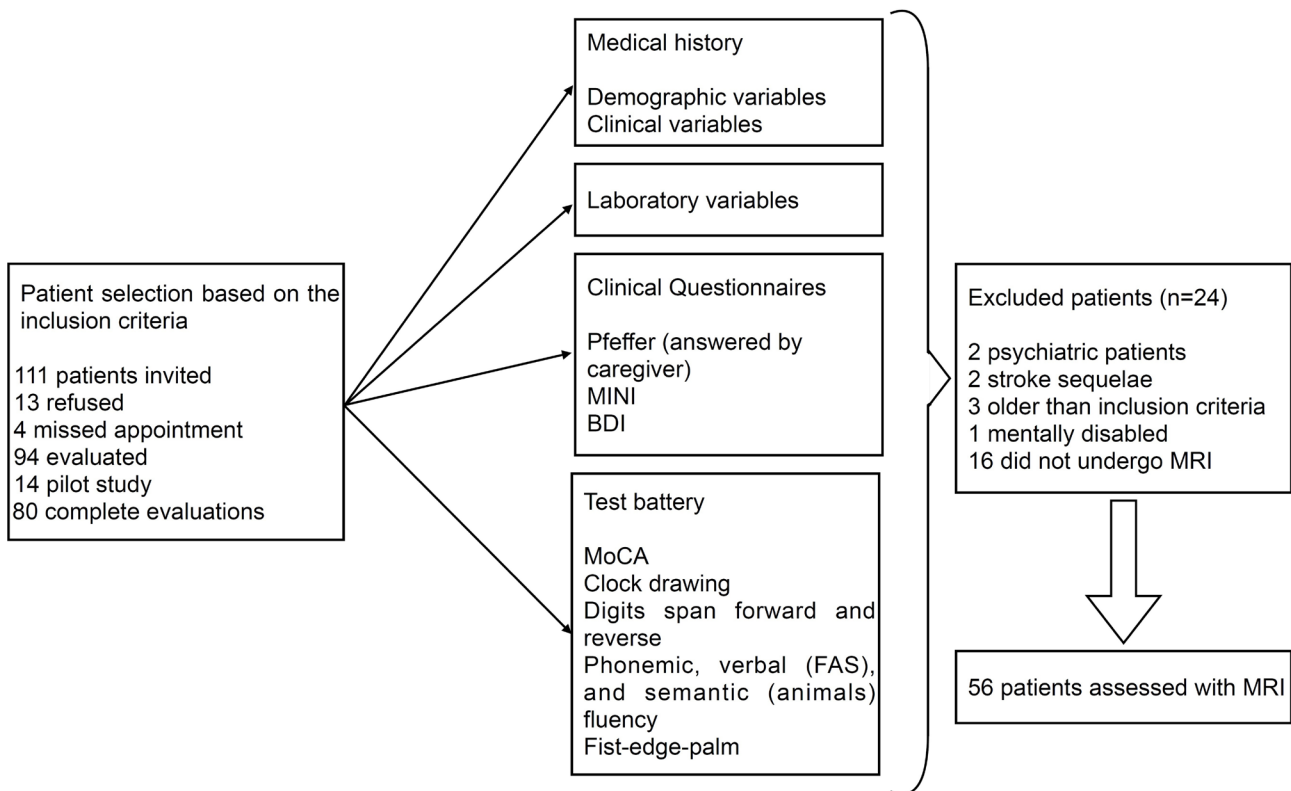 Patient selection based on the
inclusion criteria
111 patients invited
13 refused
4 missed appointment
94 evaluated
14 pilot study
80 complete evaluations
Medical history
Demographic variables
Clinical variables
Laboratory variables
Clinical Questionnaires
Pfeffer (answered by
caregiver)
MINI
BDI
Test battery
MoCA
Clock drawing
Digits span forward and
reverse
Phonemic, verbal (FAS),
and semantic (animals)
fluency
Fist-edge-palm
Excluded patients (n=24)
2 psychiatric patients
2 stroke sequelae
3 older than inclusion criteria
1 mentally disabled
16 did not undergo MRI
56 patients assessed with MRI